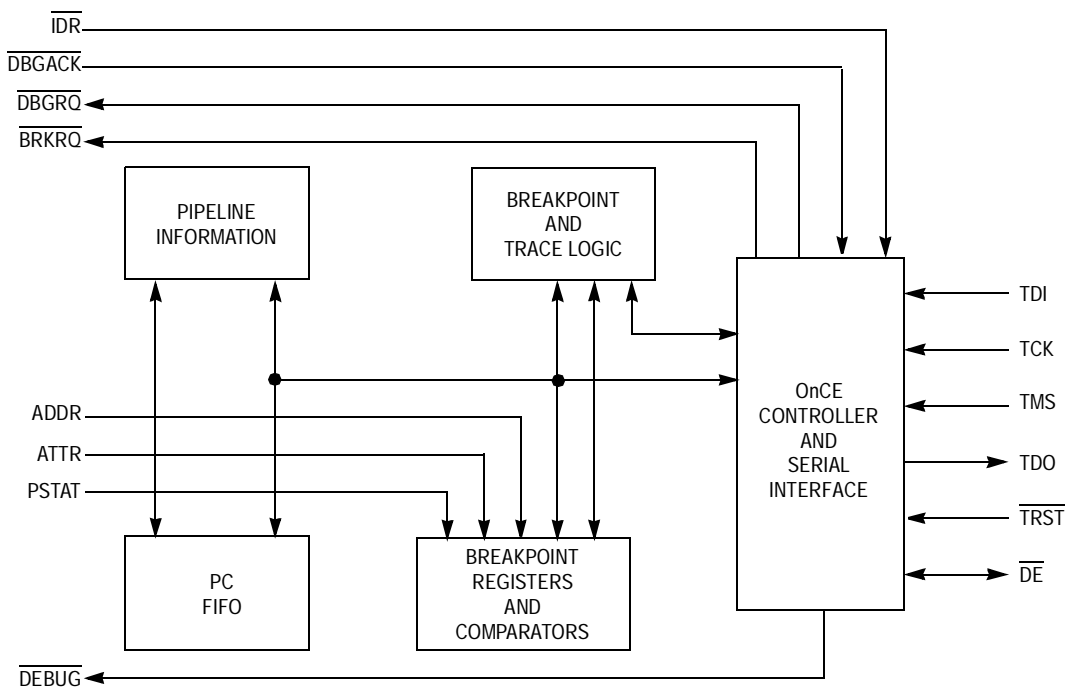 IDR
DBGACK
DBGRQ
BRKRQ
PIPELINE
INFORMATION
BREAKPOINT
AND
TRACE LOGIC
TDI
TCK
TMS
TDO
TRST
DE
OnCE
CONTROLLER
AND
SERIAL
INTERFACE
ADDR
ATTR
PSTAT
PC
FIFO
BREAKPOINT
REGISTERS
AND
COMPARATORS
DEBUG